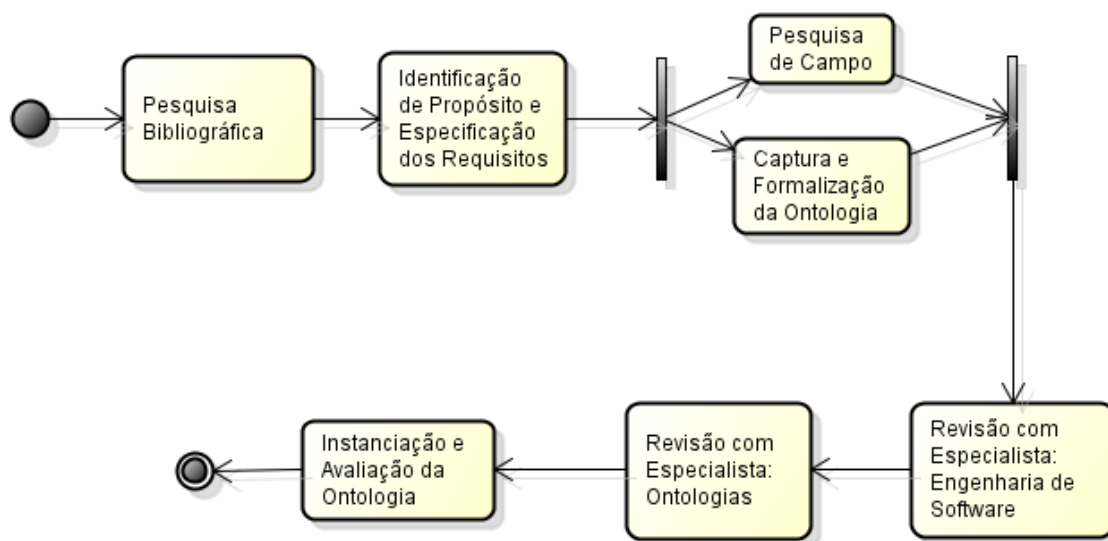 Pesquisa
Bibliográfica
Identificação
de Propósito e
Especificação
dos Requisitos
Pesquisa
de Campo
Captura e
Formalização
da Ontologia
Revisão com
Especialista:
Engenharia de
Software
Revisão com
Especialista:
Ontologias
Instanciação e
Avaliação da
Ontologia